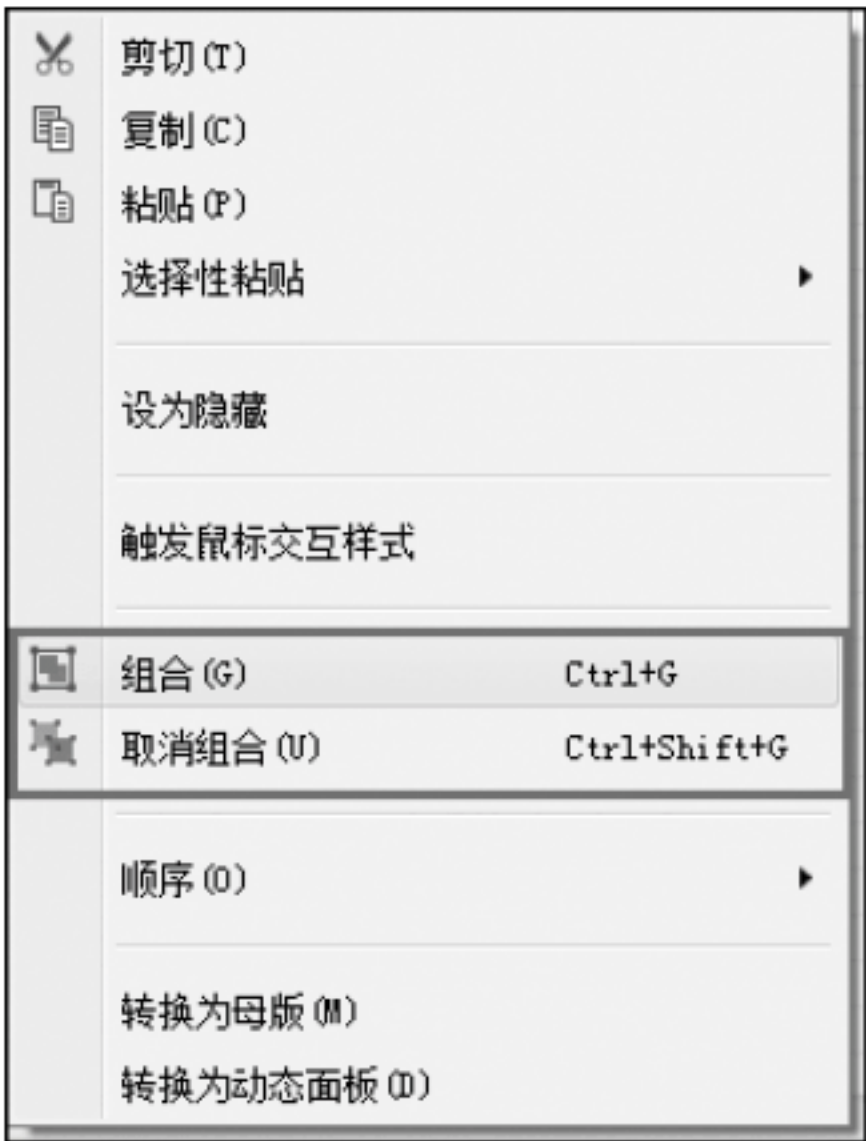 剪切(T)
复制(C)
粘贴(P)
选择性粘贴
设为隐藏
触发鼠标交互样式
组合(G) Ctrl+G
取消组合(U) Ctrl+Shift+G
顺序(O)
转换为母版(M)
转换为动态面板(D)